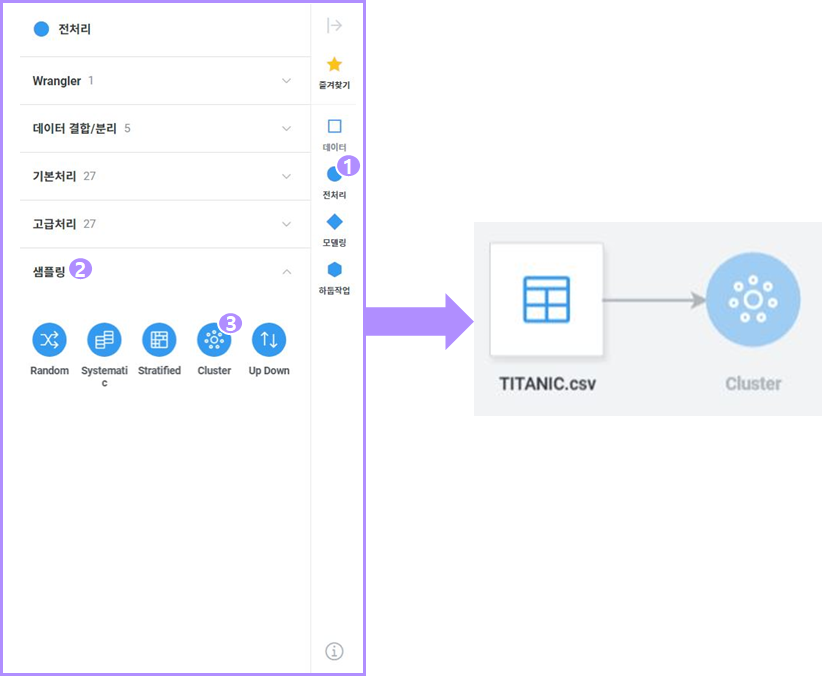 전처리
Wrangler 1
데이터 결합/분리 5
기본처리 27
고급처리 27
샘플링 2
Random
Systemati
c
Stratified
3
Cluster
Up Down
즐겨찾기
데이터
1
전처리
모델링
하둡작업
TITANIC.csv
Cluster